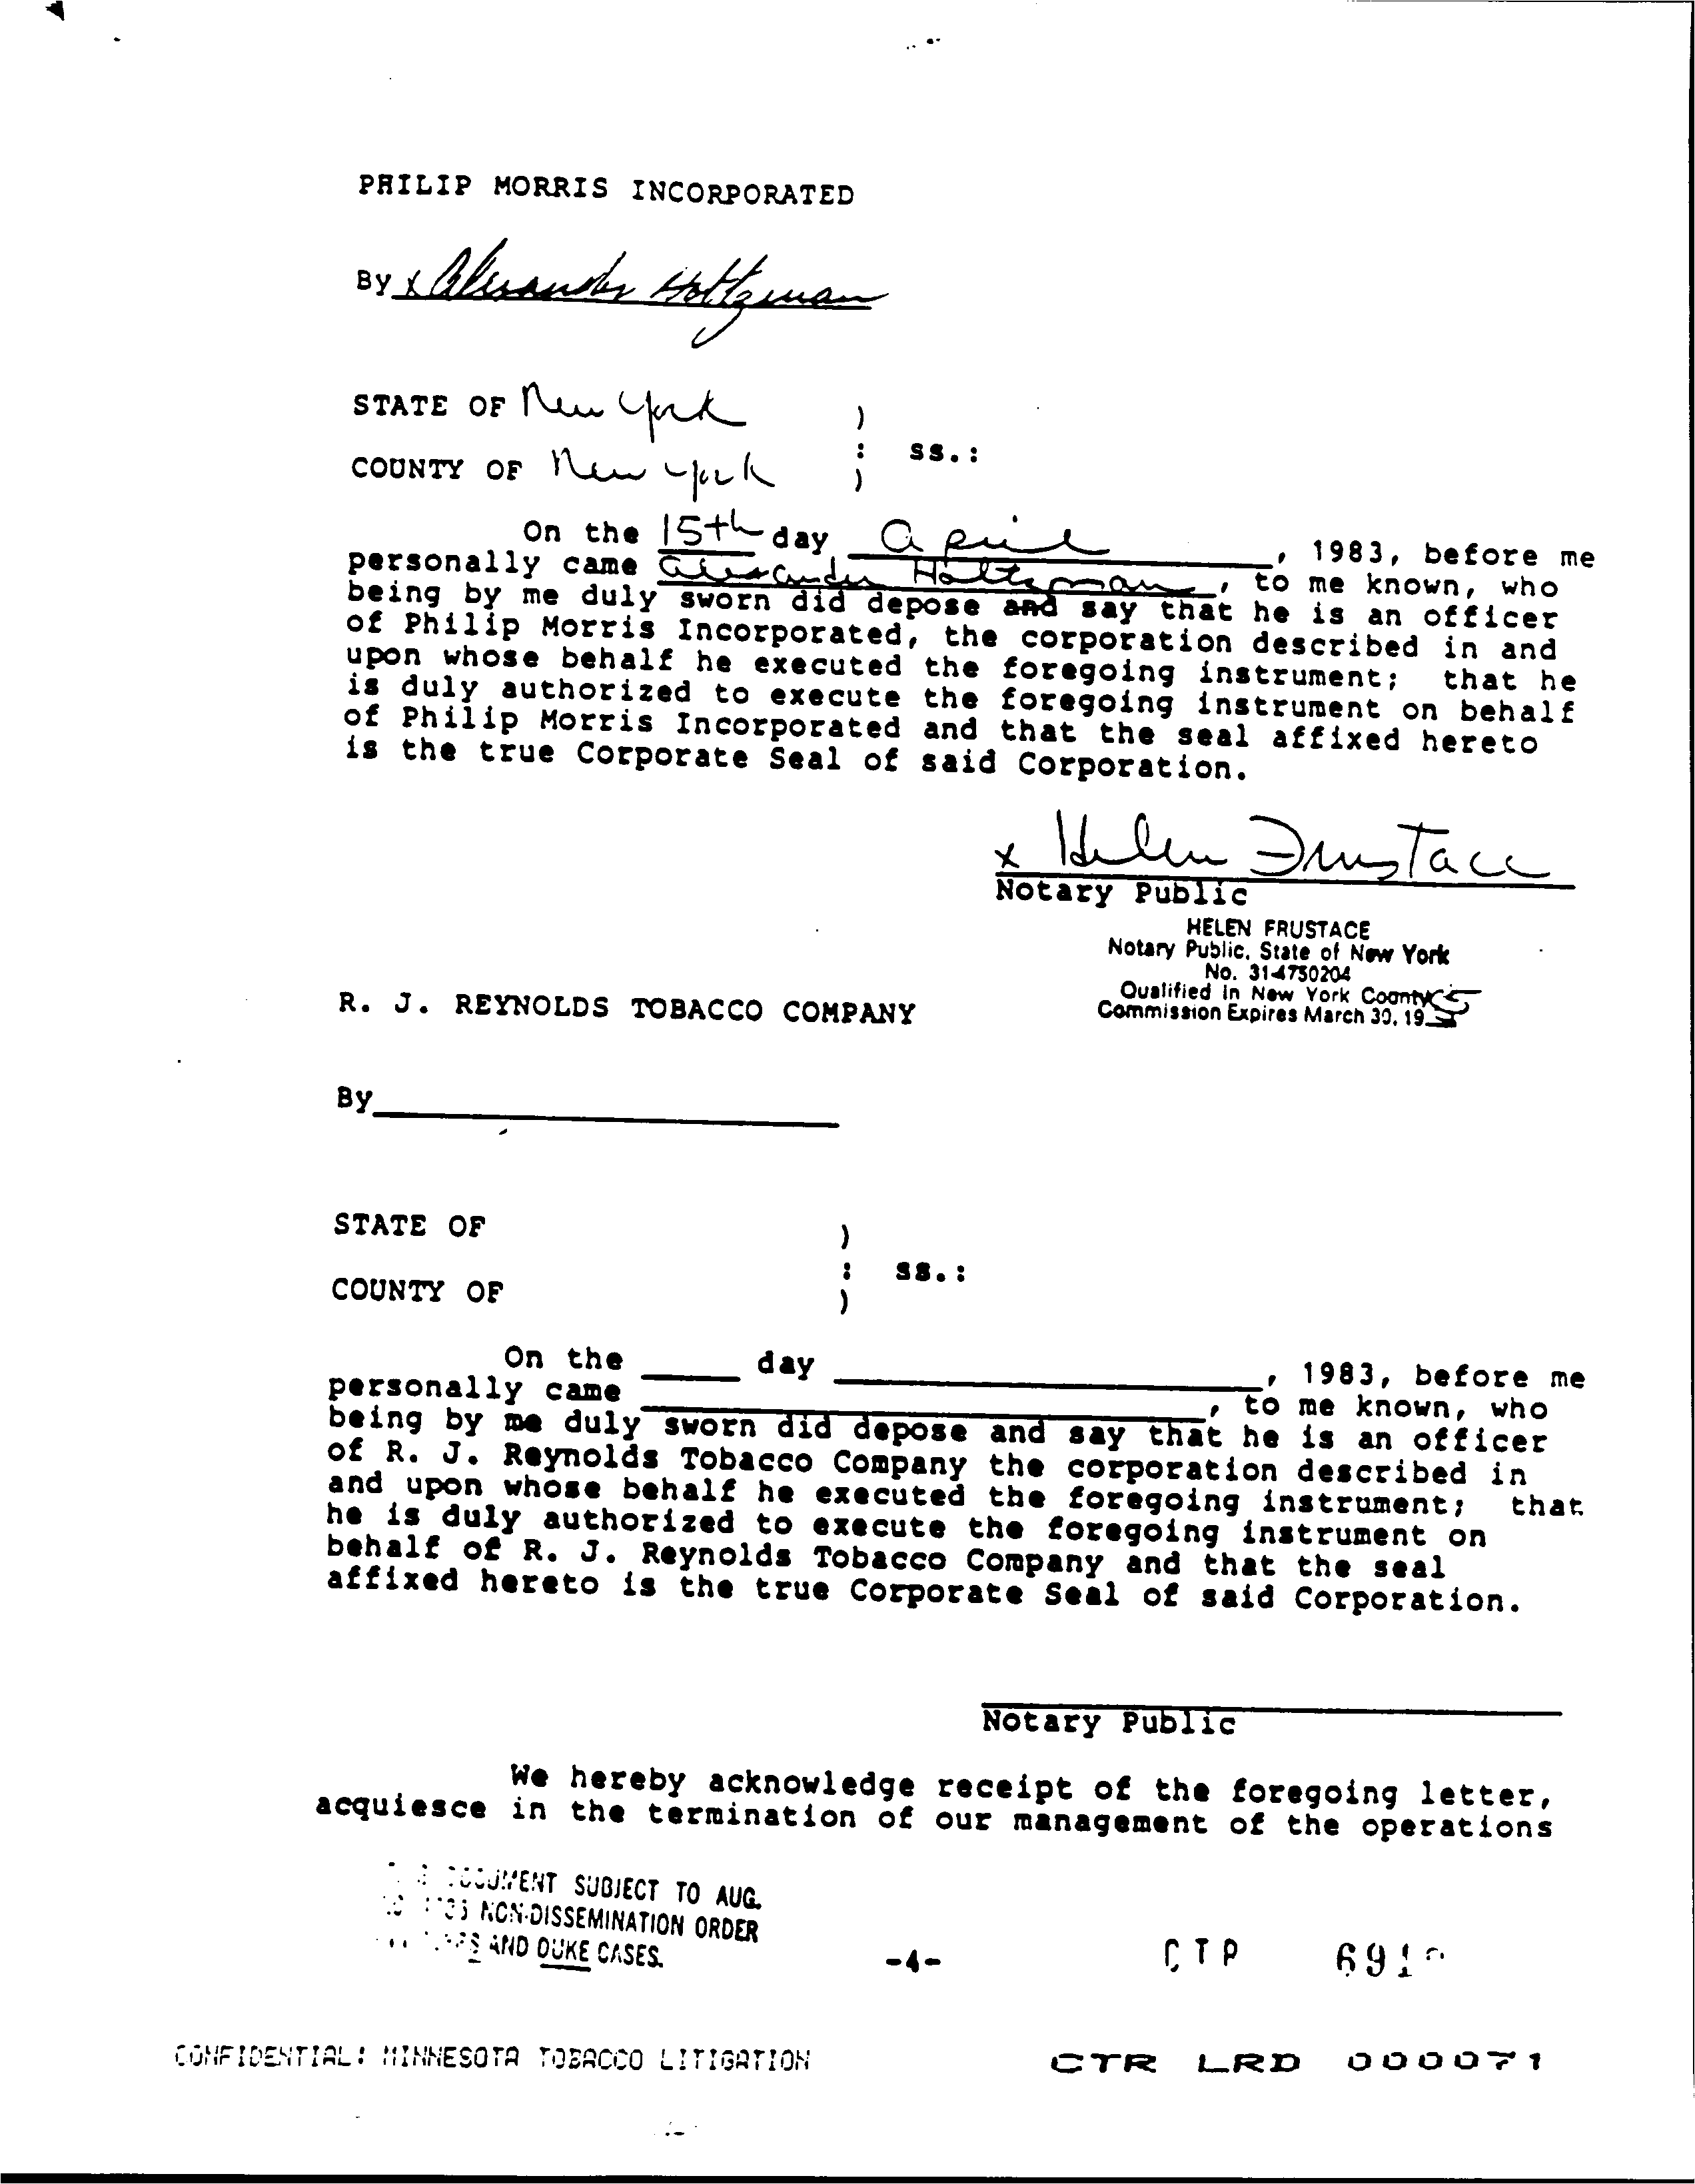 PHILIP MORRIS INCORPORATED
By x Alexander Holtzman
STATE OF New York )
: ss.:
COUNTY OF New York )
On the 15th day April, 1983, before me
personally came Alexander Holtzman, to me known, who
being by me duly sworn did depose and say that he is an officer
of Philip Morris Incorporated, the corporation described in and
upon whose behalf he executed the foregoing instrument; that he
is duly authorized to execute the foregoing instrument on behalf
of Philip Morris Incorporated and that the seal affixed hereto
is the true Corporate Seal of said Corporation.
x Helen Frustace
Notary Public
HELEN FRUSTACE
Notary Public, State of New York
No. 31-4750204
Qualified in New York County
Commission Expires March 30, 19
R. J. REYNOLDS TOBACCO COMPANY
By
STATE OF )
: ss.:
COUNTY OF )
On the day , 1983, before me
personally came , to me known, who
being by me duly sworn did depose and say that he is an officer
of R. J. Reynolds Tobacco Company the corporation described in
and upon whose behalf he executed the foregoing instrument; that
he is duly authorized to execute the foregoing instrument on
behalf of R. J. Reynolds Tobacco Company and that the seal
affixed hereto is the true Corporate Seal of said Corporation.
Notary Public
We hereby acknowledge receipt of the foregoing letter,
acquiesce in the termination of our management of the operations
DOCUMENT SUBJECT TO AUG.
NON-DISSEMINATION ORDER
AND DUKE CASES.
-4-
CTR
CONFIDENTIAL: MINNESOTA TOBACCO LITIGATION
CTR LRD 000071